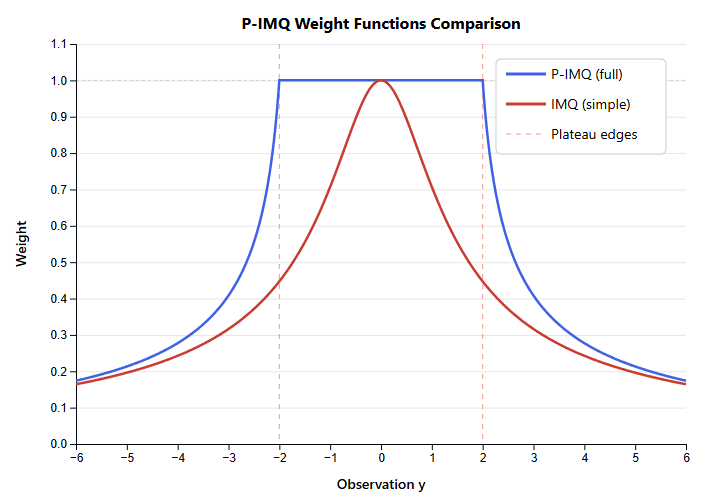 P-IMQ Weight Functions Comparison
1.1
1.0
0.9
0.8
0.7
0.6
0.5
0.4
0.3
0.2
0.1
0.0
Weight
P-IMQ (full)
IMQ (simple)
Plateau edges
−6 −5 −4 −3 −2 −1 0 1 2 3 4 5 6
Observation y